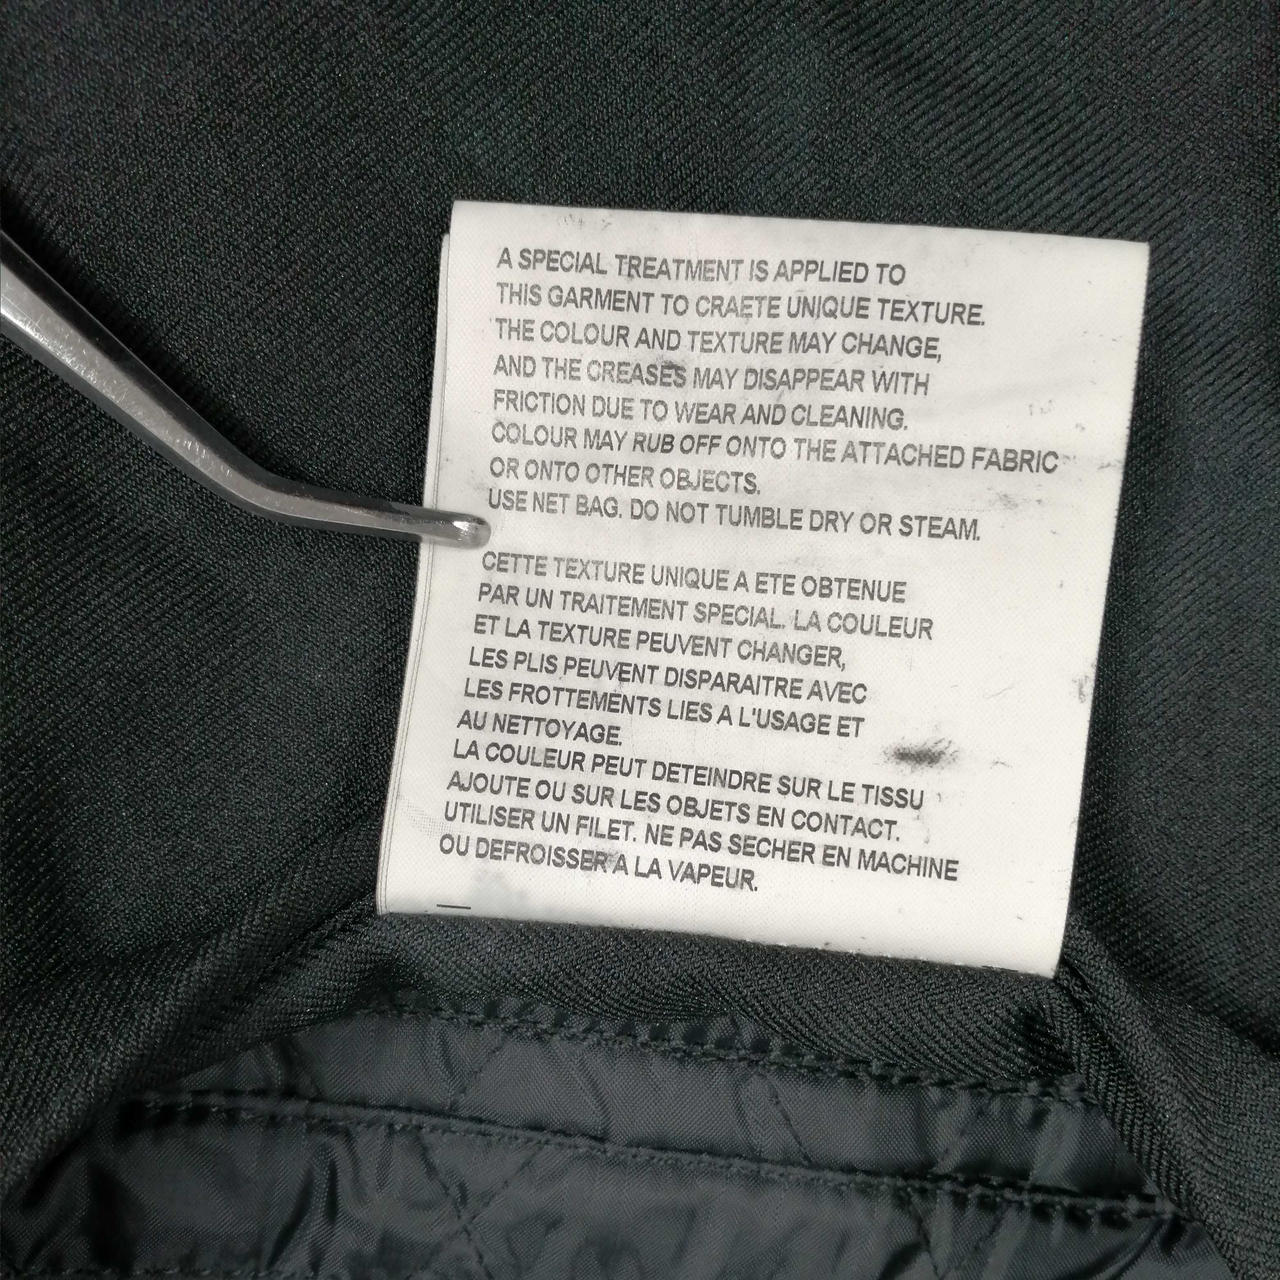 A SPECIAL TREATMENT IS APPLIED TO
THIS GARMENT TO CRAETE UNIQUE TEXTURE.
THE COLOUR AND TEXTURE MAY CHANGE,
AND THE CREASES MAY DISAPPEAR WITH
FRICTION DUE TO WEAR AND CLEANING.
COLOUR MAY RUB OFF ONTO THE ATTACHED FABRIC
OR ONTO OTHER OBJECTS.
USE NET BAG. DO NOT TUMBLE DRY OR STEAM.
CETTE TEXTURE UNIQUE A ETE OBTENUE
PAR UN TRAITEMENT SPECIAL. LA COULEUR
ET LA TEXTURE PEUVENT CHANGER,
LES PLIS PEUVENT DISPARAITRE AVEC
LES FROTTEMENTS LIES A L'USAGE ET
AU NETTOYAGE.
LA COULEUR PEUT DETEINDRE SUR LE TISSU
AJOUTE OU SUR LES OBJETS EN CONTACT.
UTILISER UN FILET. NE PAS SECHER EN MACHINE
OU DEFROISSER A LA VAPEUR.